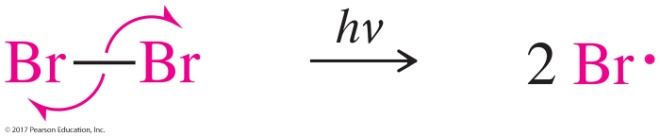 Br—Br hν 2 Br•
© 2017 Pearson Education, Inc.